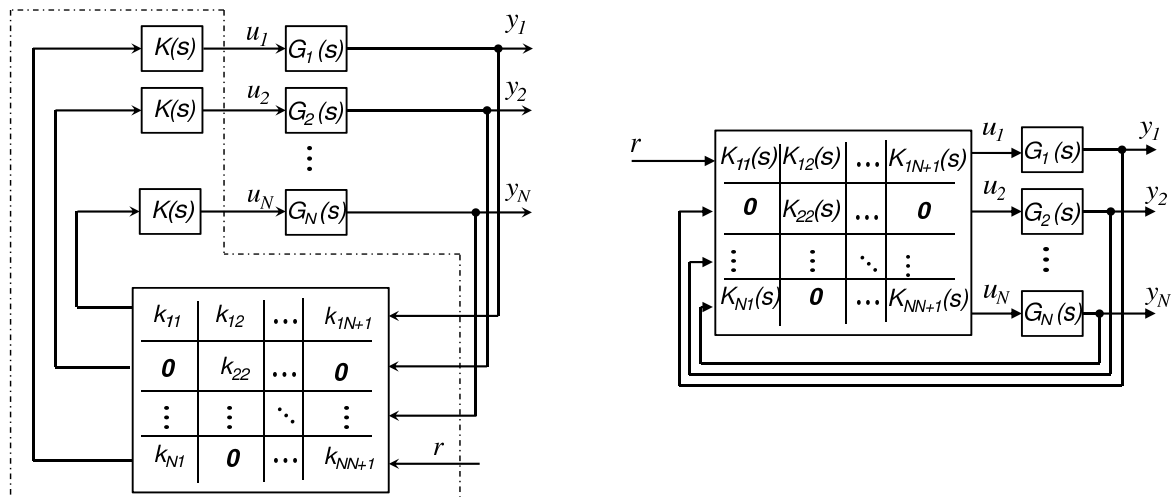 K(s) u1 G1(s) y1
K(s) u2 G2(s) y2
⋮
K(s) uN GN(s) yN
k11 k12 ... k1N+1
0 k22 ... 0
⋮ ⋮ ⋱ ⋮
kN1 0 ... kNN+1
r
r
K11(s) K12(s) ... K1N+1(s)
0 K22(s) ... 0
⋮ ⋮ ⋱ ⋮
KN1(s) 0 ... KNN+1(s)
u1 G1(s) y1
u2 G2(s) y2
⋮
uN GN(s) yN